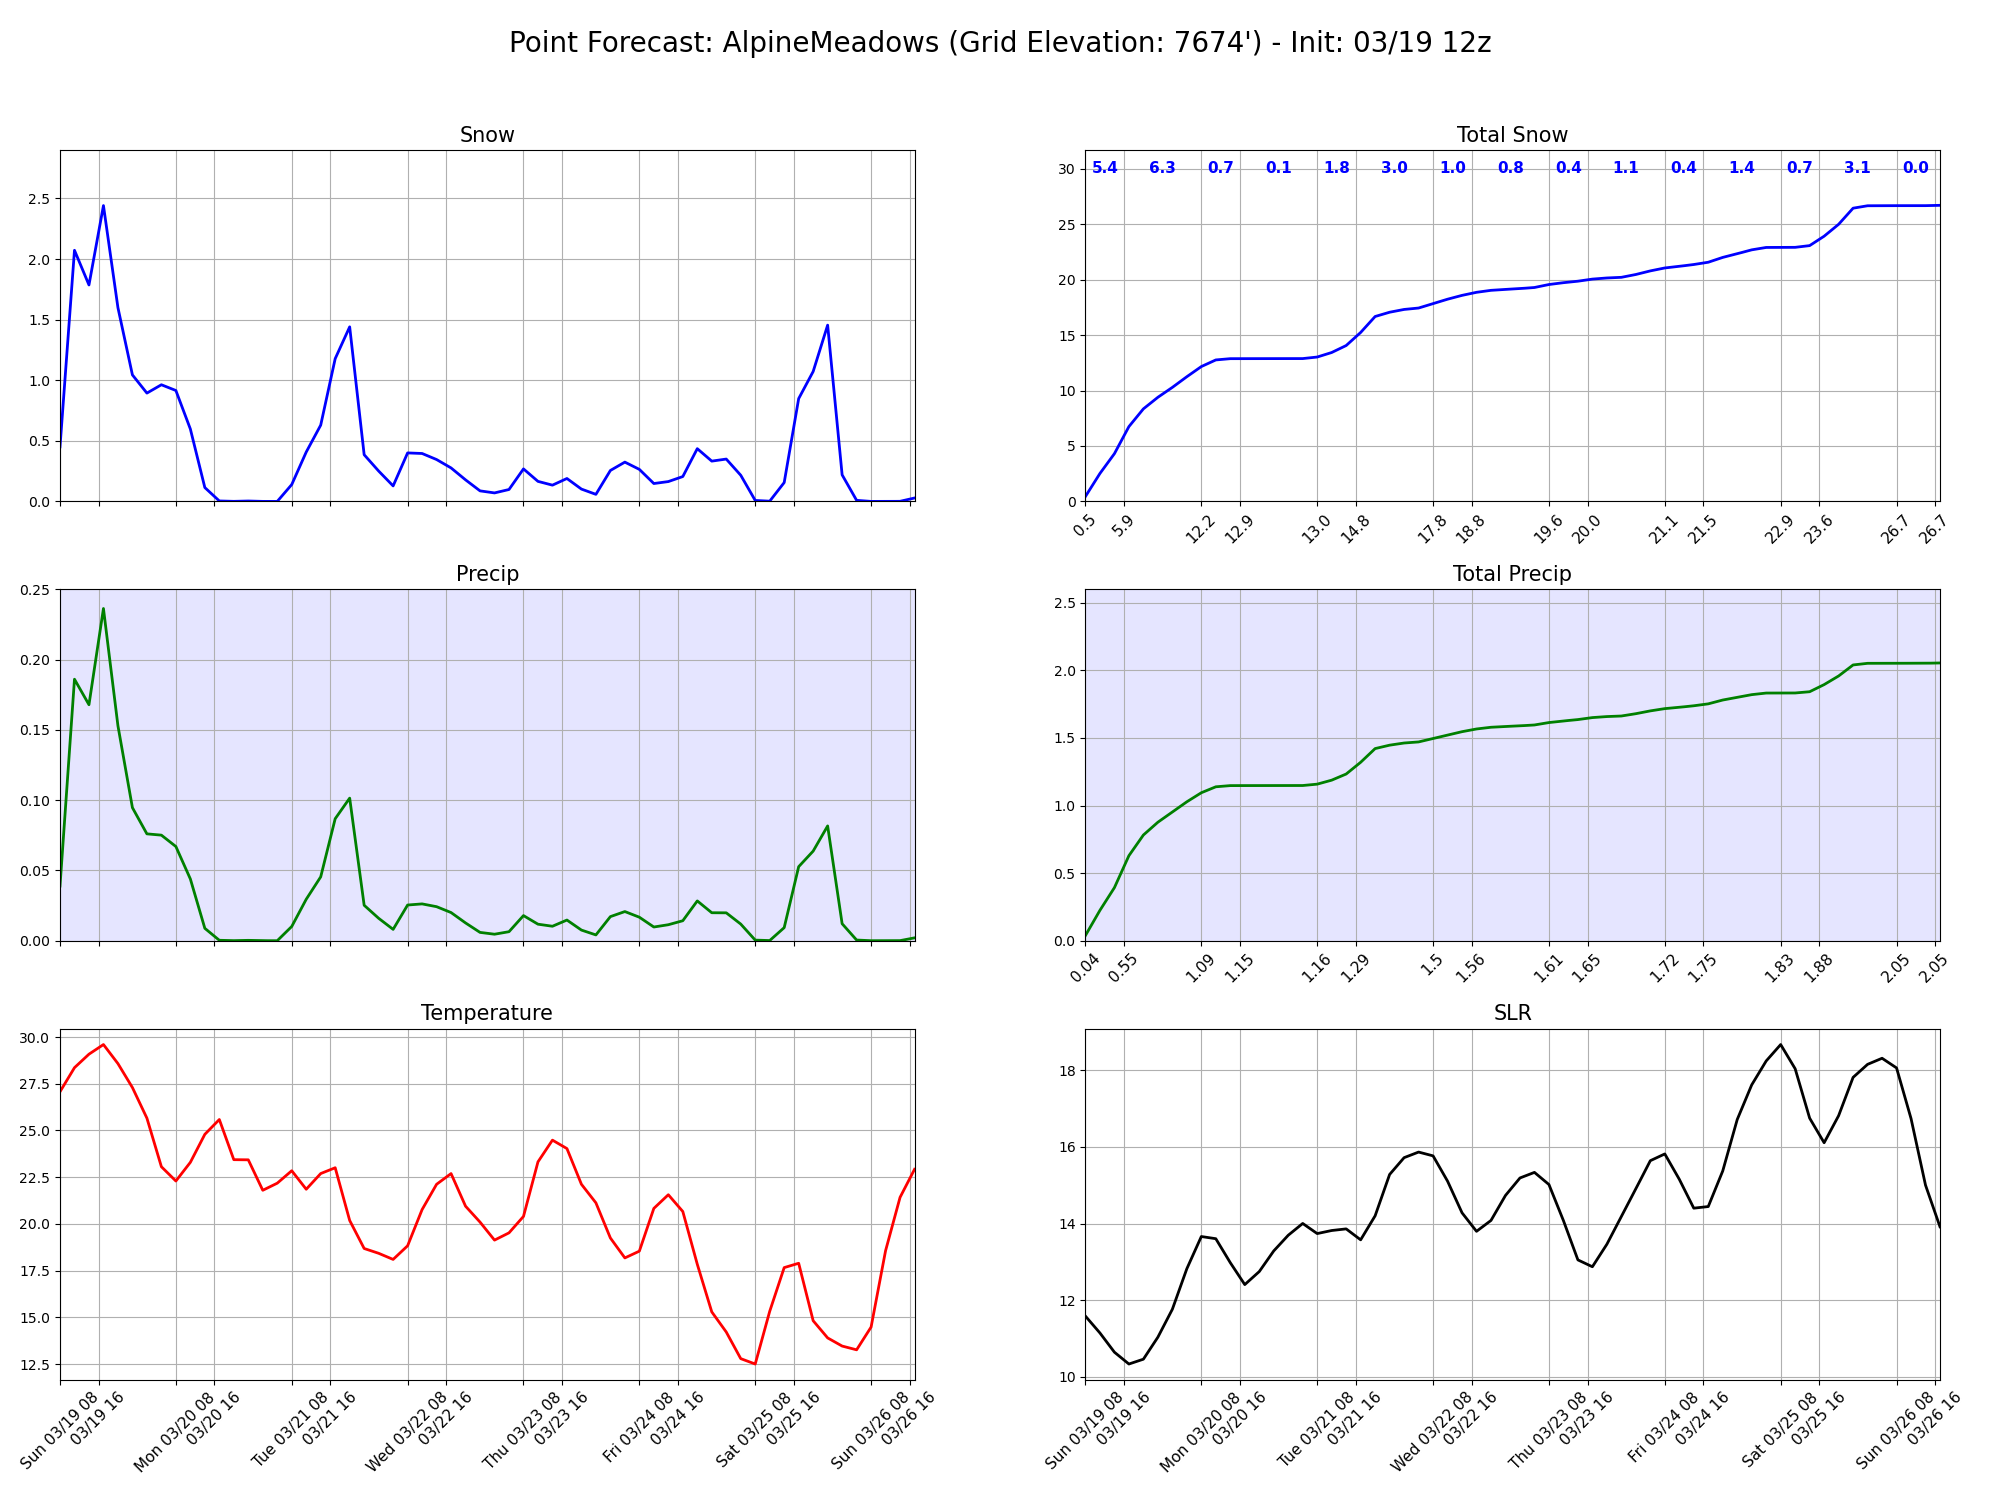 Point Forecast: AlpineMeadows (Grid Elevation: 7674') - Init: 03/19 12z
Snow
2.5
2.0
1.5
1.0
0.5
0.0
Total Snow
5.4 6.3 0.7 0.1 1.8 3.0 1.0 0.8 0.4 1.1 0.4 1.4 0.7 3.1 0.0
30
25
20
15
10
5
0
0.5 5.9 12.2 12.9 13.0 14.8 17.8 18.8 19.6 20.0 21.1 21.5 22.9 23.6 26.7 26.7
Precip
0.25
0.20
0.15
0.10
0.05
0.00
Total Precip
2.5
2.0
1.5
1.0
0.5
0.0
0.04 0.55 1.09 1.15 1.16 1.29 1.5 1.56 1.61 1.65 1.72 1.75 1.83 1.88 2.05 2.05
Temperature
30.0
27.5
25.0
22.5
20.0
17.5
15.0
12.5
Sun 03/19 08
03/19 16
Mon 03/20 08
03/20 16
Tue 03/21 08
03/21 16
Wed 03/22 08
03/22 16
Thu 03/23 08
03/23 16
Fri 03/24 08
03/24 16
Sat 03/25 08
03/25 16
Sun 03/26 08
03/26 16
SLR
18
16
14
12
10
Sun 03/19 08
03/19 16
Mon 03/20 08
03/20 16
Tue 03/21 08
03/21 16
Wed 03/22 08
03/22 16
Thu 03/23 08
03/23 16
Fri 03/24 08
03/24 16
Sat 03/25 08
03/25 16
Sun 03/26 08
03/26 16